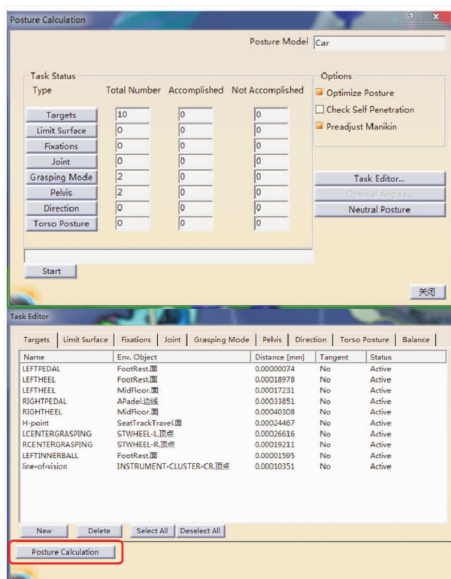 Posture Calculation
Posture Model Car
Task Status
Options
Type Total Number Accomplished Not Accomplished
Optimize Posture
Targets 10 0 0
Check Self Penetration
Limit Surface 0 0 0
Preadjust Manikin
Fixations 0 0 0
Joint 0 0 0
Grasping Mode 2 0 0
Task Editor...
Pelvis 2 0 0
Optimal Angles...
Direction 0 0 0
Neutral Posture
Torso Posture 0 0 0
Start
关闭
Task Editor
Targets Limit Surface Fixations Joint Grasping Mode Pelvis Direction Torso Posture Balance
Name Env. Object Distance [mm] Tangent Status
LEFTPEDAL FootRest.面 0.00000074 No Active
LEFTHEEL FootRest.面 0.00018978 No Active
LEFTHEEL MidFloor.面 0.00017231 No Active
RIGHTPEDAL APadel.边线 0.00033851 No Active
RIGHTHEEL MidFloor.面 0.00040308 No Active
H-point SeatTrackTravel.面 0.00024467 No Active
LCENTERGRASPING STWHEEL-L.顶点 0.00026616 No Active
RCENTERGRASPING STWHEEL-R.顶点 0.00019211 No Active
LEFTINNERBALL FootRest.面 0.00001595 No Active
line-of-vision INSTRUMENT-CLUSTER-CR.顶点 0.00010351 No Active
New Delete Select All Deselect All
Posture Calculation